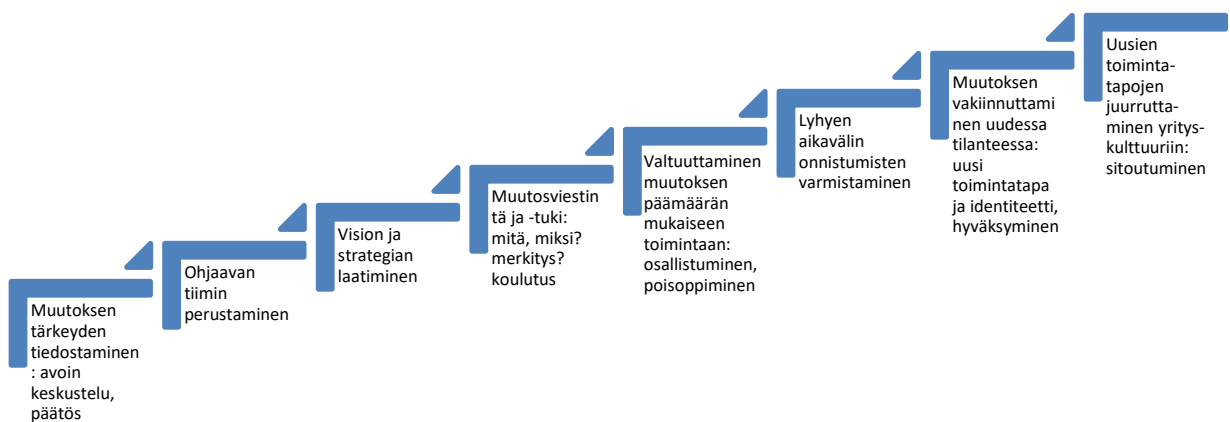 Muutoksen
tärkeyden
tiedostaminen
: avoin
keskustelu,
päätös
Ohjaavan
tiimin
perustaminen
Vision ja
strategian
laatiminen
Muutosviestin
tä ja -tuki:
mitä, miksi?
merkitys?
koulutus
Valtuuttaminen
muutoksen
päämäärän
mukaiseen
toimintaan:
osallistuminen,
poisoppiminen
Lyhyen
aikavälin
onnistumisten
varmistaminen
Muutoksen
vakiinnuttami
nen uudessa
tilanteessa:
uusi
toimintatapa
ja identiteetti,
hyväksyminen
Uusien
toiminta-
tapojen
juurrutta-
minen yritys-
kulttuuriin:
sitoutuminen